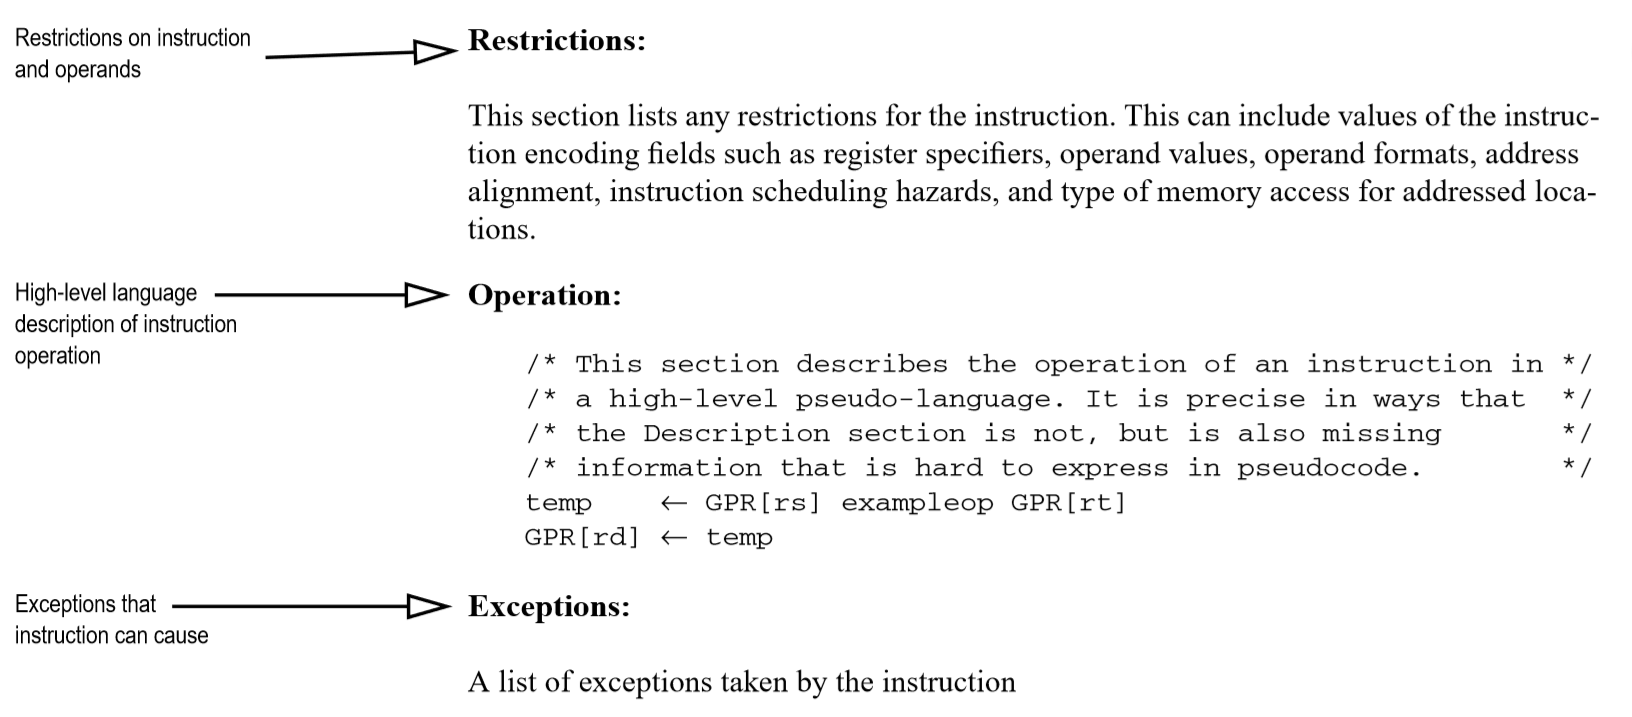 Restrictions on instruction
and operands
Restrictions:
This section lists any restrictions for the instruction. This can include values of the instruc-
tion encoding fields such as register specifiers, operand values, operand formats, address
alignment, instruction scheduling hazards, and type of memory access for addressed loca-
tions.
High-level language
description of instruction
operation
Operation:
/* This section describes the operation of an instruction in */
/* a high-level pseudo-language. It is precise in ways that  */
/* the Description section is not, but is also missing       */
/* information that is hard to express in pseudocode.        */
temp    ← GPR[rs] exampleop GPR[rt]
GPR[rd] ← temp
Exceptions that
instruction can cause
Exceptions:
A list of exceptions taken by the instruction